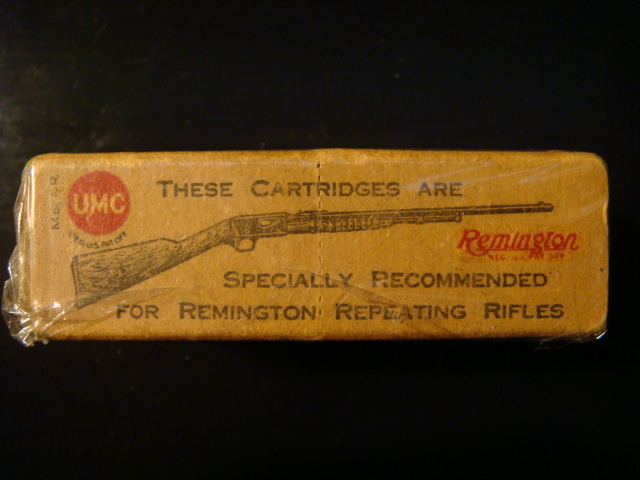 UMC
THESE CARTRIDGES ARE
Remington
SPECIALLY RECOMMENDED
FOR REMINGTON REPEATING RIFLES